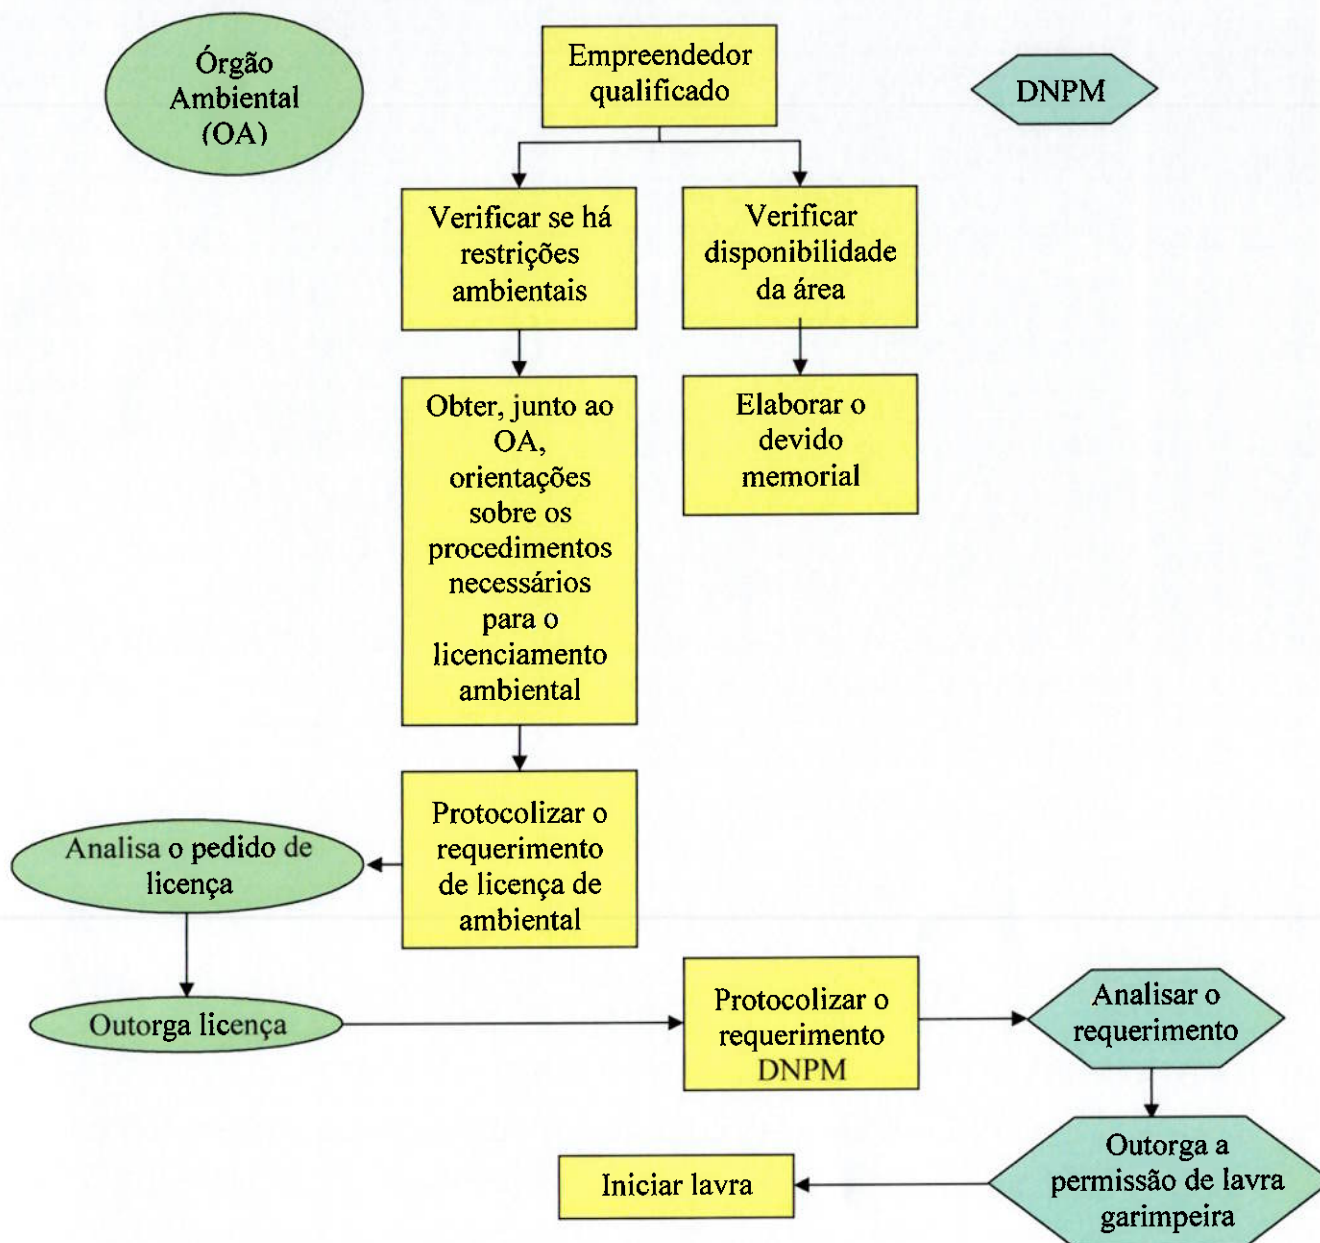 Órgão
Ambiental
(OA)
Empreendedor
qualificado
DNPM
Verificar se há
restrições
ambientais
Verificar
disponibilidade
da área
Obter, junto ao
OA,
orientações
sobre os
procedimentos
necessários
para o
licenciamento
ambiental
Elaborar o
devido
memorial
Protocolizar o
requerimento
de licença de
ambiental
Analisa o pedido de
licença
Outorga licença
Protocolizar o
requerimento
DNPM
Analisar o
requerimento
Outorga a
permissão de lavra
garimpeira
Iniciar lavra